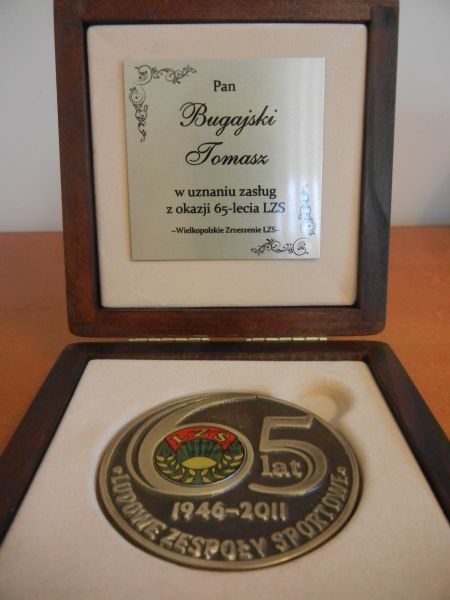 Pan
Bugajski
Tomasz
w uznaniu zasług
z okazji 65-lecia LZS
–Wielkopolskie Zrzeszenie LZS–
65
LZS
lat
1946–2011
•LUDOWE ZESPOŁY SPORTOWE•